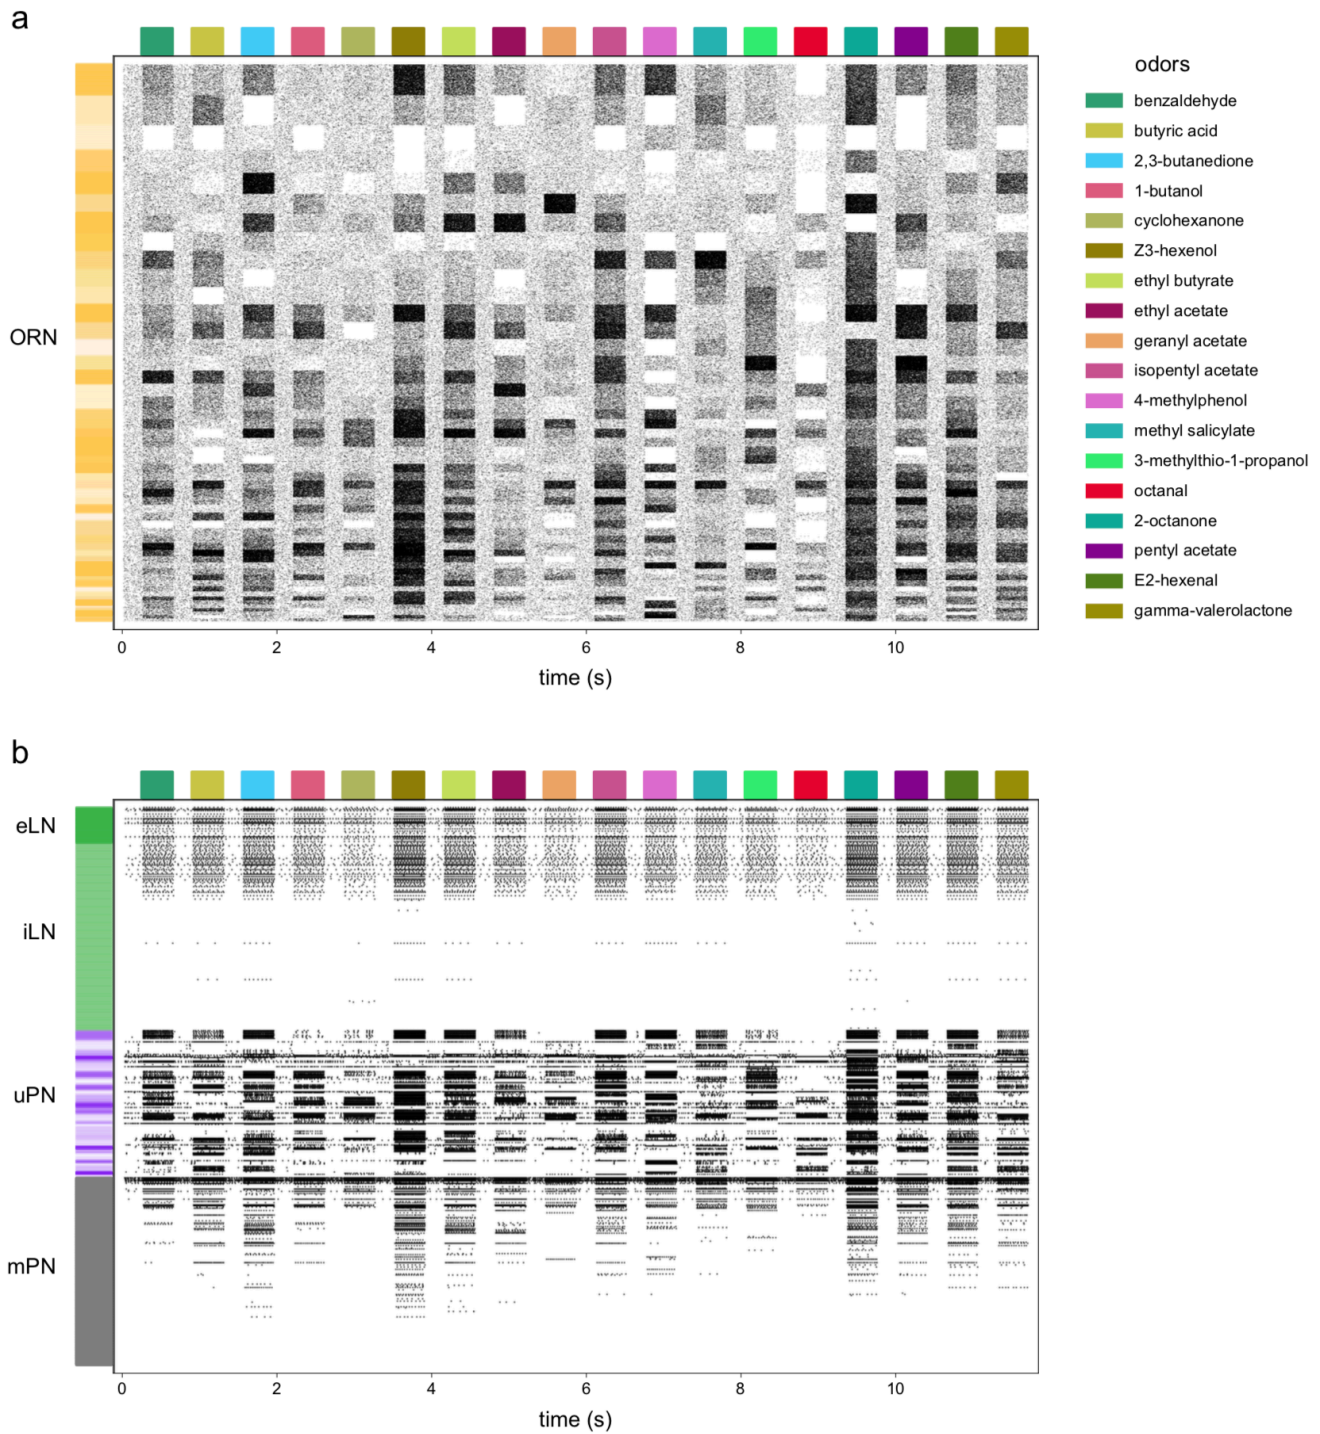 a
odors
benzaldehyde
butyric acid
2,3-butanedione
1-butanol
cyclohexanone
Z3-hexenol
ethyl butyrate
ethyl acetate
geranyl acetate
isopentyl acetate
4-methylphenol
methyl salicylate
3-methylthio-1-propanol
octanal
2-octanone
pentyl acetate
E2-hexenal
gamma-valerolactone
ORN
0 2 4 6 8 10
time (s)
b
eLN
iLN
uPN
mPN
0 2 4 6 8 10
time (s)